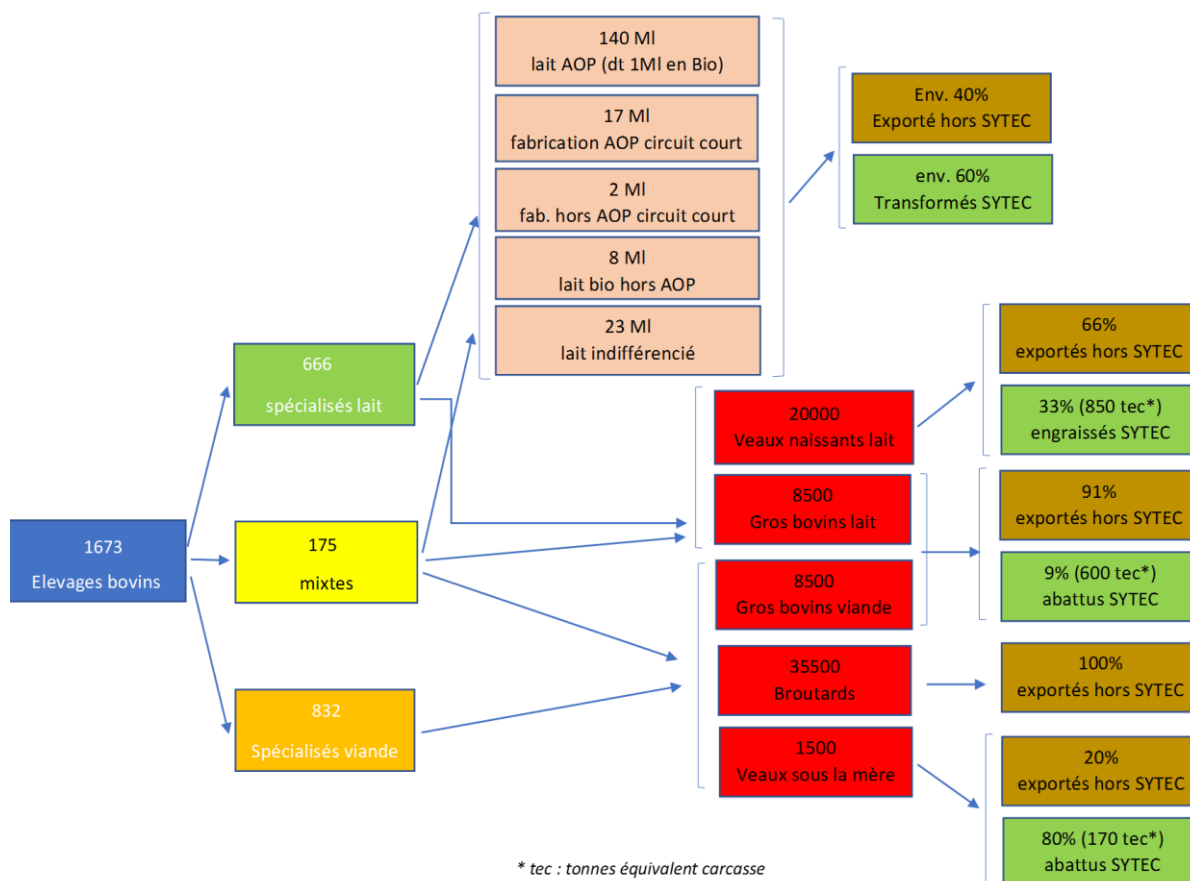 1673
Elevages bovins
666
spécialisés lait
175
mixtes
832
Spécialisés viande
140 Ml
lait AOP (dt 1Ml en Bio)
17 Ml
fabrication AOP circuit court
2 Ml
fab. hors AOP circuit court
8 Ml
lait bio hors AOP
23 Ml
lait indifférencié
Env. 40%
Exporté hors SYTEC
env. 60%
Transformés SYTEC
20000
Veaux naissants lait
8500
Gros bovins lait
8500
Gros bovins viande
35500
Broutards
1500
Veaux sous la mère
66%
exportés hors SYTEC
33% (850 tec*)
engraissés SYTEC
91%
exportés hors SYTEC
9% (600 tec*)
abattus SYTEC
100%
exportés hors SYTEC
20%
exportés hors SYTEC
80% (170 tec*)
abattus SYTEC
* tec : tonnes équivalent carcasse